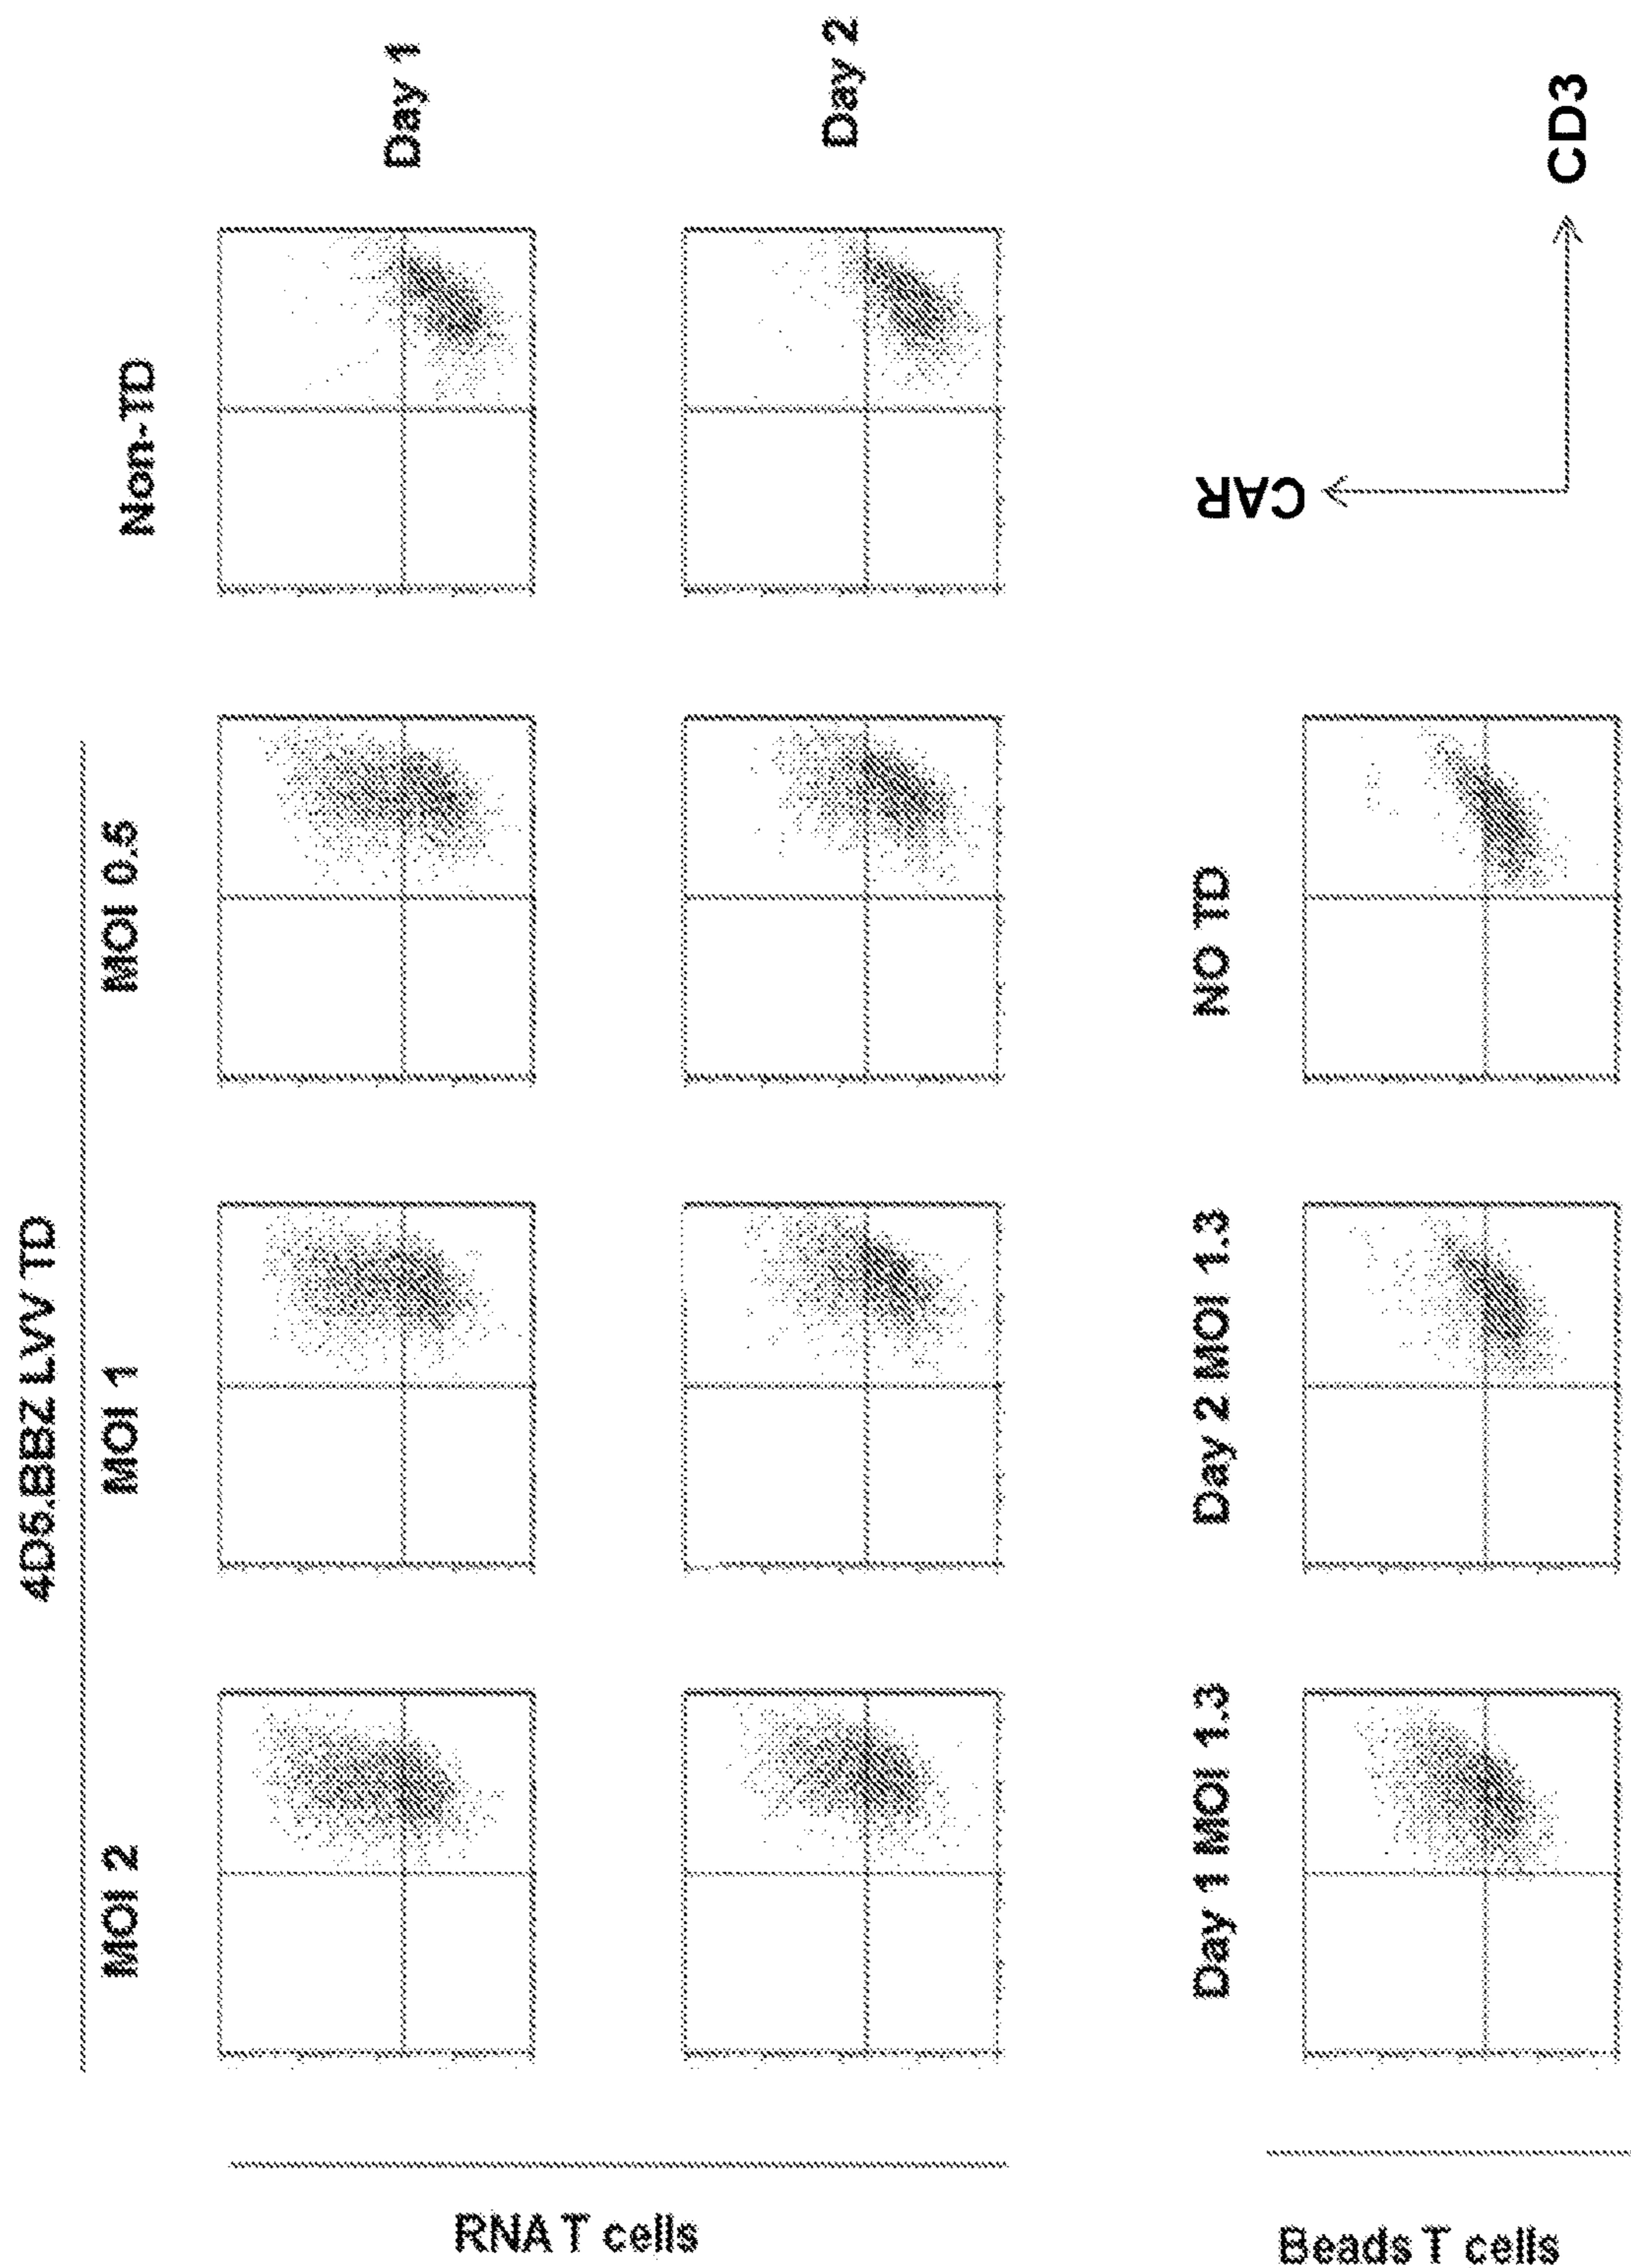 4D5.BBZ LVV TD
MOI 2
MOI 1
MOI 0.5
Non-TD
Day 1
Day 2
RNA T cells
Day 1 MOI 1.3
Day 2 MOI 1.3
NO TD
Beads T cells
CAR
CD3